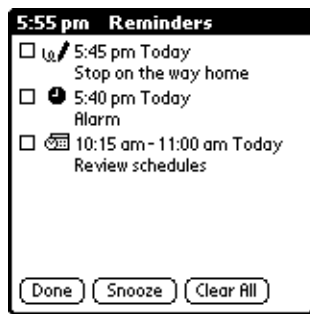 5:55 pm Reminders
5:45 pm Today
Stop on the way home
5:40 pm Today
Alarm
10:15 am - 11:00 am Today
Review schedules
Done Snooze Clear All